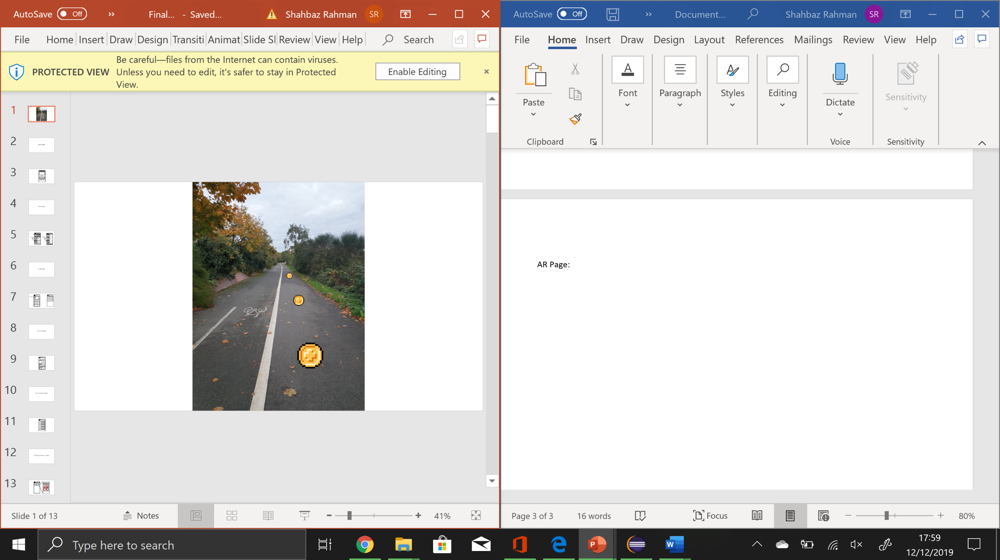 AutoSave Off Final... - Saved... Shahbaz Rahman SR
File Home Insert Draw Design Transiti Animat Slide Sl Review View Help Search
PROTECTED VIEW
Be careful—files from the Internet can contain viruses.
Unless you need to edit, it's safer to stay in Protected
View.
Enable Editing
1
2
3
4
5
6
7
8
9
10
11
12
13
Slide 1 of 13 Notes 41%
AutoSave Off Document... Shahbaz Rahman SR
File Home Insert Draw Design Layout References Mailings Review View Help
Paste
Font
Paragraph
Styles
Editing
Dictate
Sensitivity
Clipboard
Voice
Sensitivity
AR Page:
Page 3 of 3 16 words Focus 80%
Type here to search
17:59
12/12/2019